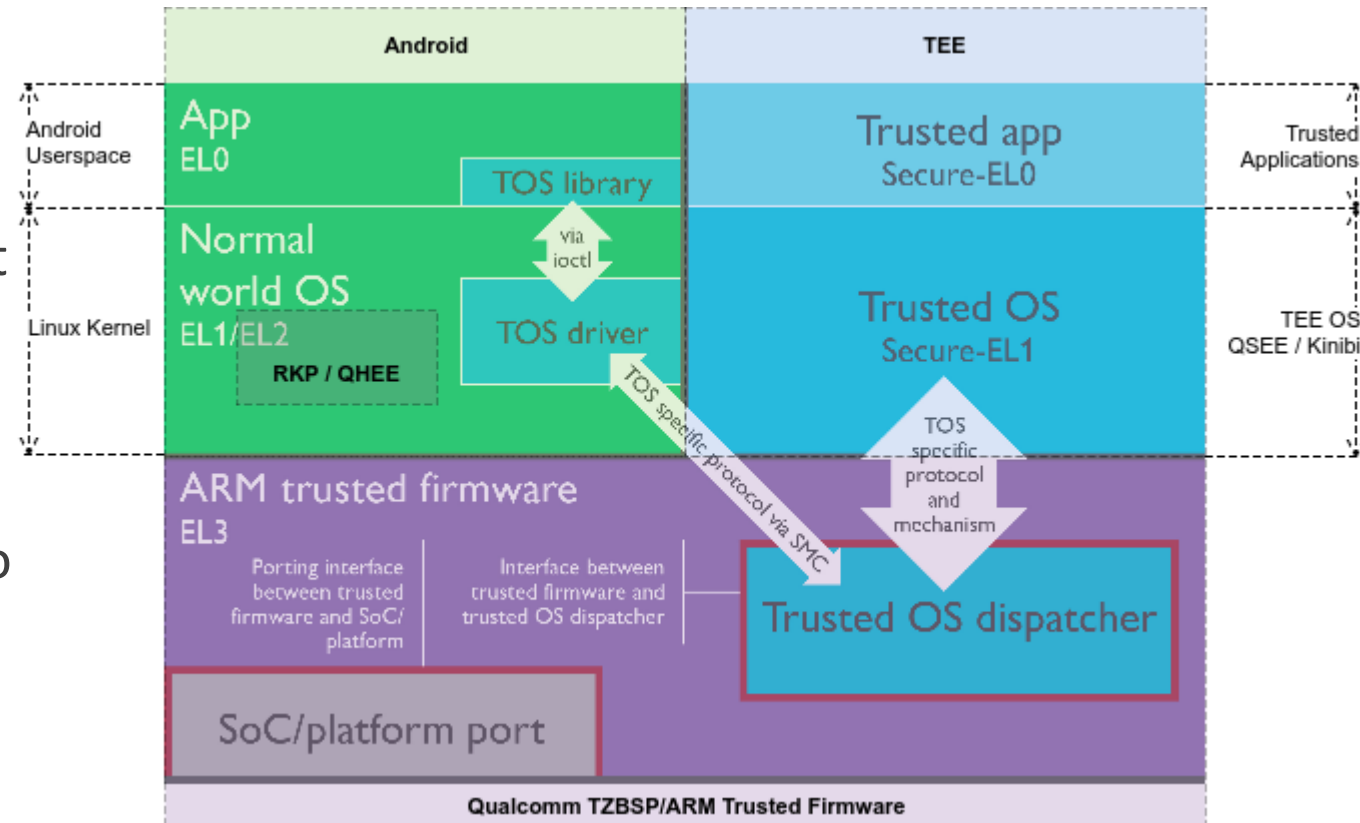 Android
TEE
Android
Userspace
App
EL0
TOS library
Trusted app
Secure-EL0
Trusted
Applications
t
Linux Kernel
Normal
world OS
EL1/EL2
RKP / QHEE
via
ioctl
TOS driver
Trusted OS
Secure-EL1
TEE OS
QSEE / Kinibi
TOS specific protocol via SMC
TOS
specific
protocol
and
mechanism
ARM trusted firmware
EL3
Porting interface
between trusted
firmware and SoC/
platform
Interface between
trusted firmware and
trusted OS dispatcher
Trusted OS dispatcher
SoC/platform port
Qualcomm TZBSP/ARM Trusted Firmware